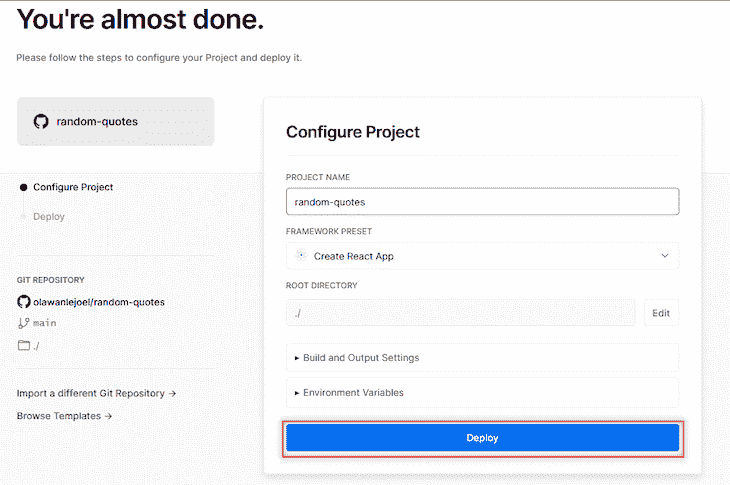 You're almost done.
Please follow the steps to configure your Project and deploy it.
random-quotes
Configure Project
Deploy
GIT REPOSITORY
olawanlejoel/random-quotes
main
./
Import a different Git Repository →
Browse Templates →
Configure Project
PROJECT NAME
random-quotes
FRAMEWORK PRESET
Create React App
ROOT DIRECTORY
./
Edit
Build and Output Settings
Environment Variables
Deploy